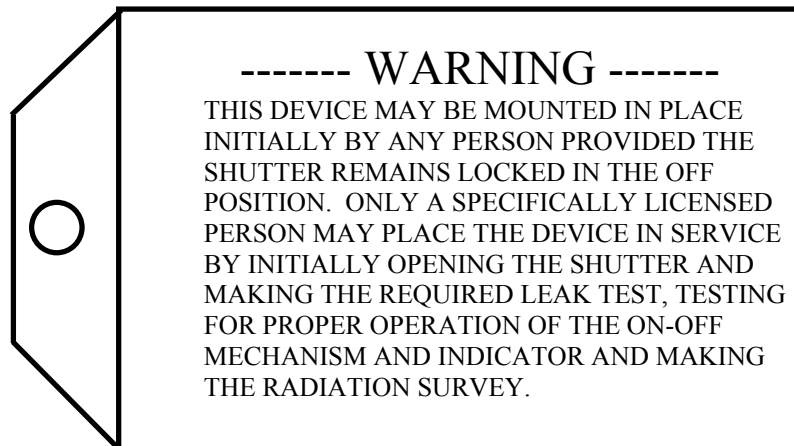 ------- WARNING -------
THIS DEVICE MAY BE MOUNTED IN PLACE
INITIALLY BY ANY PERSON PROVIDED THE
SHUTTER REMAINS LOCKED IN THE OFF
POSITION.  ONLY A SPECIFICALLY LICENSED
PERSON MAY PLACE THE DEVICE IN SERVICE
BY INITIALLY OPENING THE SHUTTER AND
MAKING THE REQUIRED LEAK TEST, TESTING
FOR PROPER OPERATION OF THE ON-OFF
MECHANISM AND INDICATOR AND MAKING
THE RADIATION SURVEY.